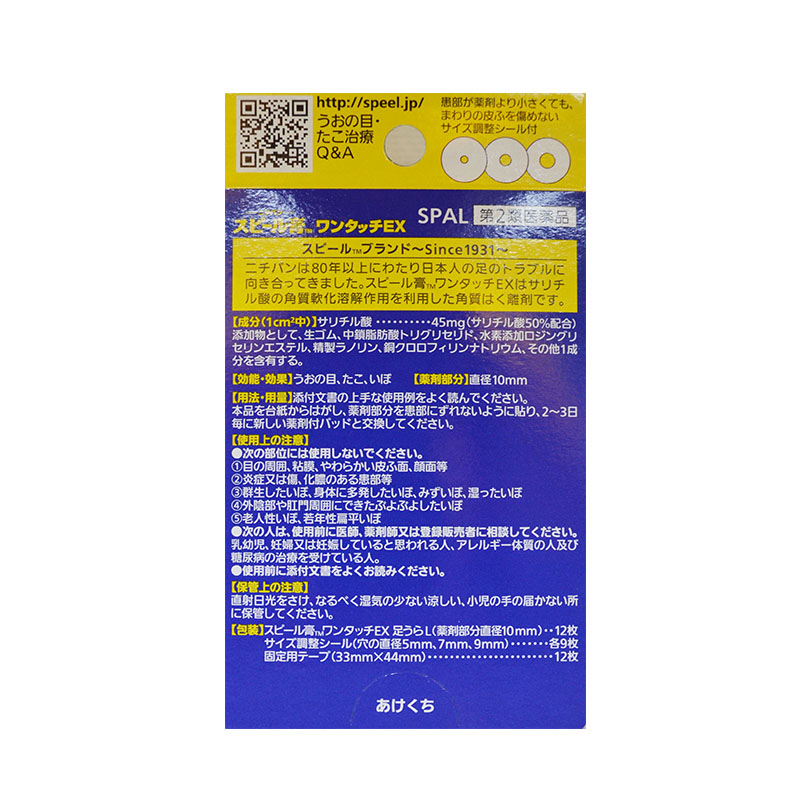 http://speel.jp/
うおの目・
たこ治療
Q&A
患部が薬剤より小さくても、
まわりの皮ふを傷めない
サイズ調整シール付
SPAL 第2類医薬品
スピール膏™ ワンタッチEX
スピール™ブランド〜Since1931〜
ニチバンは80年以上にわたり日本人の足のトラブルに
向き合ってきました。スピール膏™ワンタッチEXはサリチ
ル酸の角質軟化溶解作用を利用した角質はく離剤です。
【成分(1cm²中)】サリチル酸‥‥‥‥‥45mg(サリチル酸50%配合)
添加物として、生ゴム、中鎖脂肪酸トリグリセリド、水素添加ロジングリ
セリンエステル、精製ラノリン、銅クロロフィリンナトリウム、その他1成
分を含有する。
【効能・効果】うおの目、たこ、いぼ 【薬剤部分】直径10mm
【用法・用量】添付文書の上手な使用例をよく読んでください。
本品を台紙からはがし、薬剤部分を患部にずれないように貼り、2〜3日
毎に新しい薬剤付パッドと交換してください。
【使用上の注意】
●次の部位には使用しないでください。
①目の周囲、粘膜、やわらかい皮ふ面、顔面等
②炎症又は傷、化膿のある患部等
③群生したいぼ、身体に多発したいぼ、みずいぼ、湿ったいぼ
④外陰部や肛門周囲にできたぷよぷよしたいぼ
⑤老人性いぼ、若年性扁平いぼ
●次の人は、使用前に医師、薬剤師又は登録販売者に相談してください。
乳幼児、妊婦又は妊娠していると思われる人、アレルギー体質の人及び
糖尿病の治療を受けている人。
●使用前に添付文書をよくお読みください。
【保管上の注意】
直射日光をさけ、なるべく湿気の少ない涼しい、小児の手の届かない所
に保管してください。
【包装】スピール膏™ワンタッチEX 足うらL(薬剤部分直径10mm)‥12枚
サイズ調整シール(穴の直径5mm、7mm、9mm)‥‥‥‥各9枚
固定用テープ(33mm×44mm)‥‥‥‥‥‥‥‥‥‥12枚
あけくち